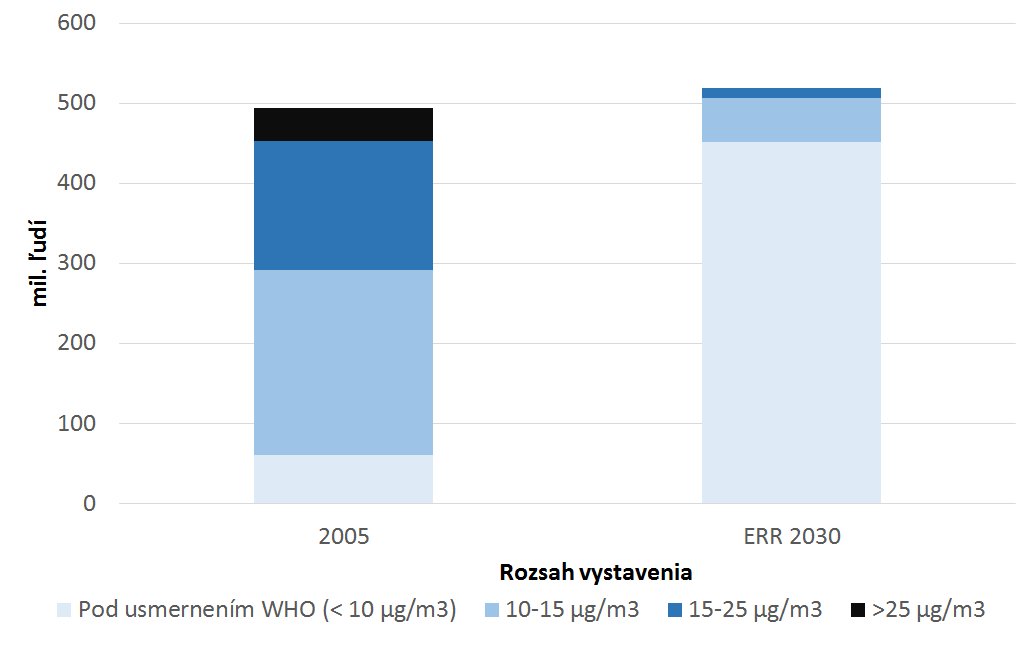 600
500
400
300
200
100
0
mil. ľudí
2005
ERR 2030
Rozsah vystavenia
Pod usmernením WHO (< 10 µg/m3)
10-15 µg/m3
15-25 µg/m3
>25 µg/m3